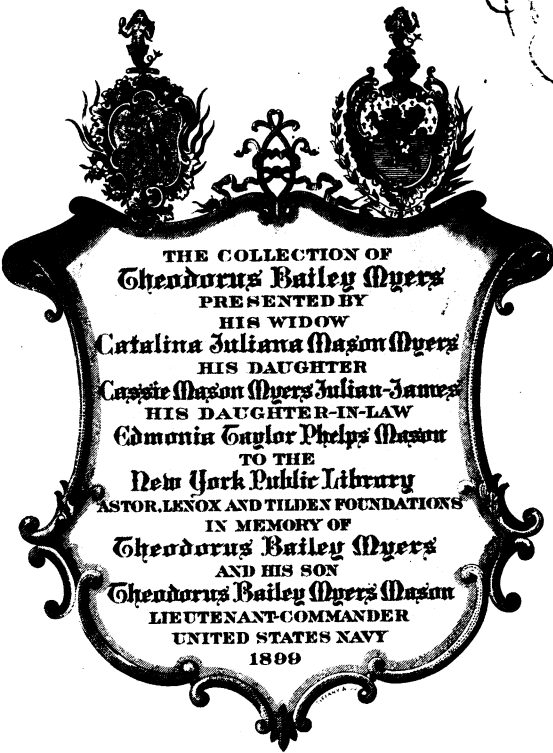 THE COLLECTION OF
Theodorus Bailey Myers
PRESENTED BY
HIS WIDOW
Catalina Juliana Mason Myers
HIS DAUGHTER
Cassie Mason Myers Julian-James
HIS DAUGHTER-IN-LAW
Edmonia Taylor Phelps Mason
TO THE
New York Public Library
ASTOR, LENOX AND TILDEN FOUNDATIONS
IN MEMORY OF
Theodorus Bailey Myers
AND HIS SON
Theodorus Bailey Myers Mason
LIEUTENANT-COMMANDER
UNITED STATES NAVY
1899